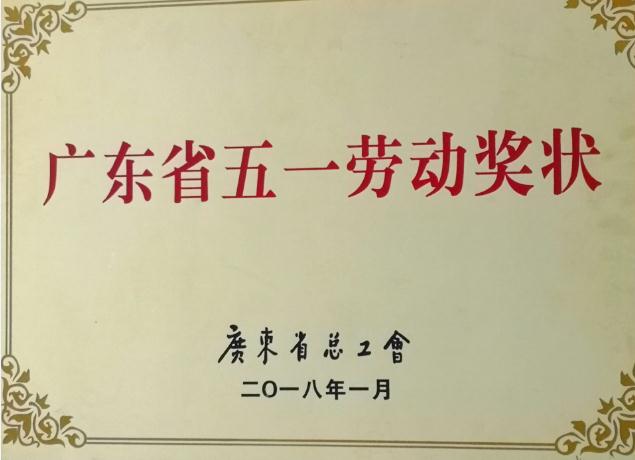 广东省五一劳动奖状
廣東省总工會
二〇一八年一月